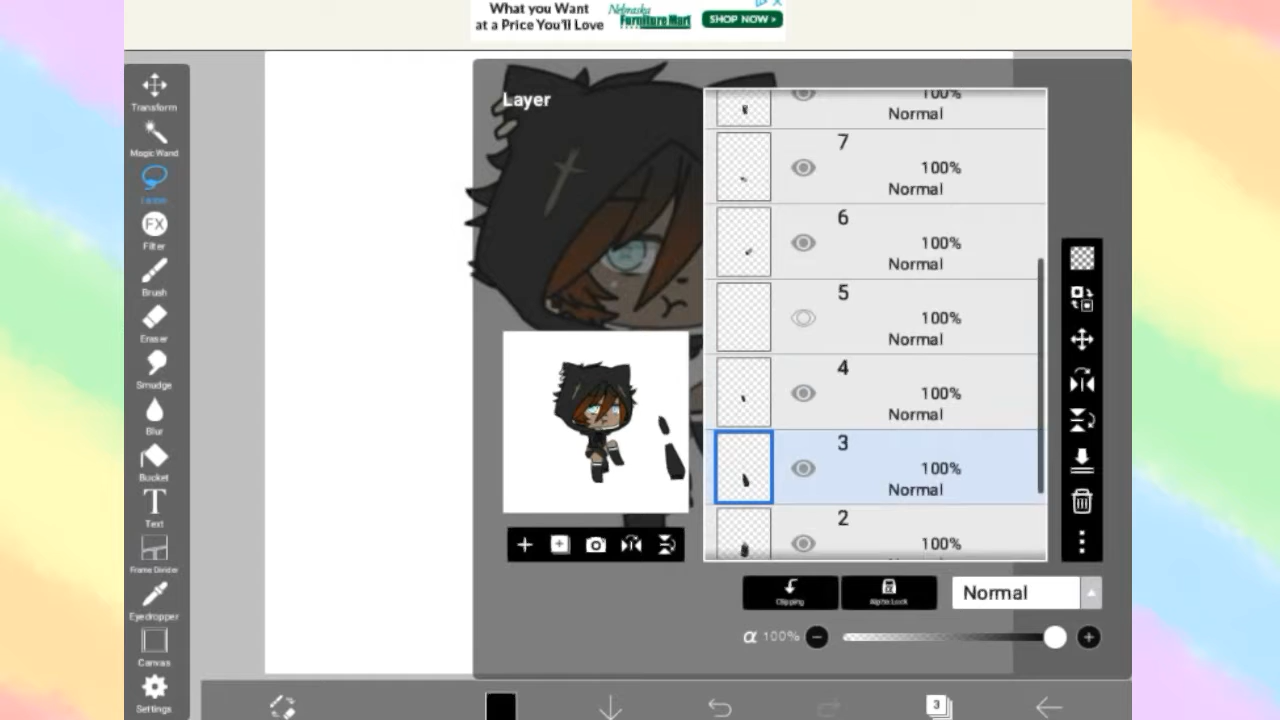 What you Want
at a Price You'll Love
Nebraska
Furniture Mart
SHOP NOW >
Layer
Transform
Magic Wand
Lasso
FX
Filter
Brush
Eraser
Smudge
Blur
Bucket
T
Text
Frame Divider
Eyedropper
Canvas
Settings
100%
Normal
7
100%
Normal
6
100%
Normal
5
100%
Normal
4
100%
Normal
3
100%
Normal
2
100%
Clipping
Alpha Lock
Normal
α 100%
3